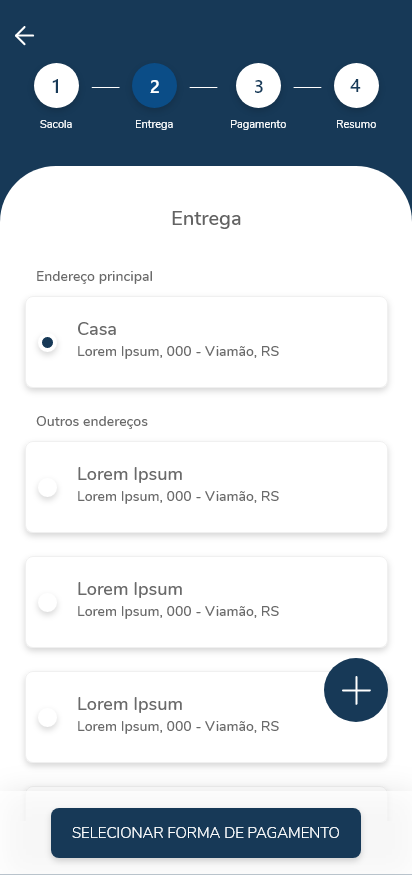 1 2 3 4
Sacola Entrega Pagamento Resumo
Entrega
Endereço principal
Casa
Lorem Ipsum, 000 - Viamão, RS
Outros endereços
Lorem Ipsum
Lorem Ipsum, 000 - Viamão, RS
Lorem Ipsum
Lorem Ipsum, 000 - Viamão, RS
Lorem Ipsum
Lorem Ipsum, 000 - Viamão, RS
SELECIONAR FORMA DE PAGAMENTO